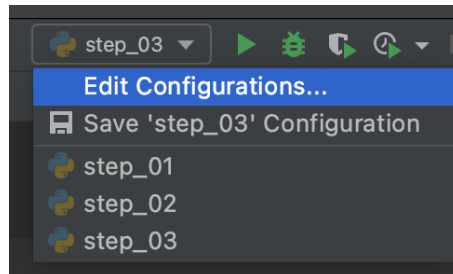 step_03
Edit Configurations...
Save 'step_03' Configuration
step_01
step_02
step_03